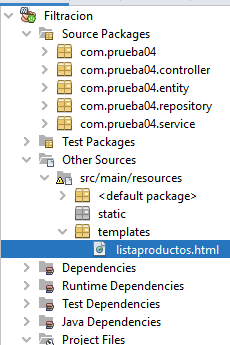 Filtracion
Source Packages
com.prueba04
com.prueba04.controller
com.prueba04.entity
com.prueba04.repository
com.prueba04.service
Test Packages
Other Sources
src/main/resources
<default package>
static
templates
listaproductos.html
Dependencies
Runtime Dependencies
Test Dependencies
Java Dependencies
Project Files